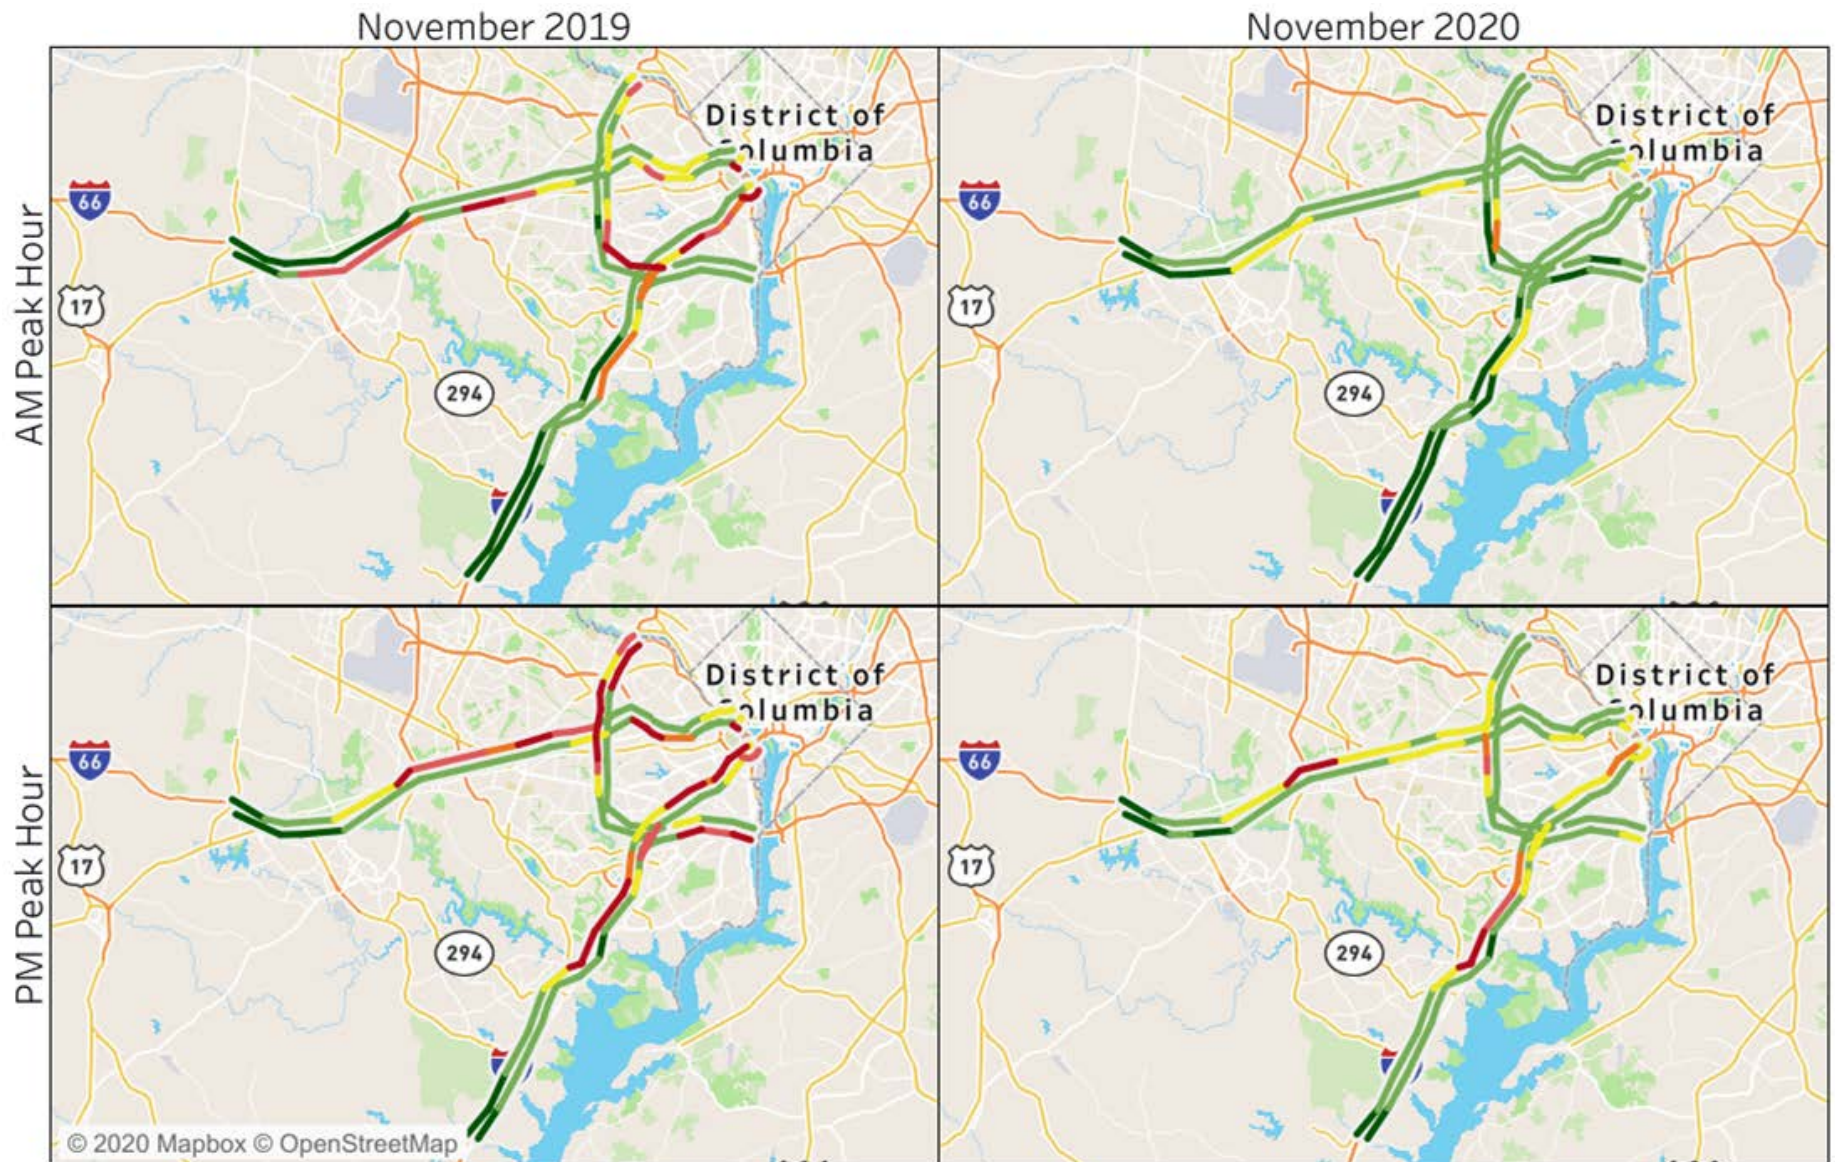 November 2019
November 2020
AM Peak Hour
District of
Columbia
66
17
294
District of
Columbia
66
17
294
PM Peak Hour
District of
Columbia
66
17
294
© 2020 Mapbox © OpenStreetMap
District of
Columbia
66
17
294